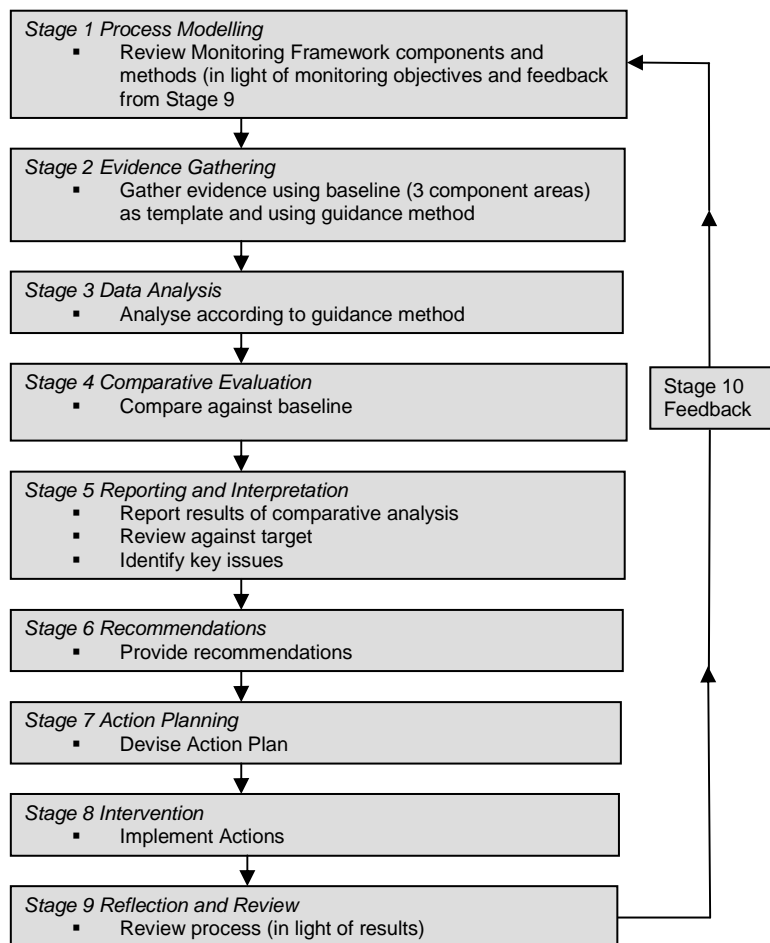 Stage 1 Process Modelling
▪ Review Monitoring Framework components and
methods (in light of monitoring objectives and feedback
from Stage 9
Stage 2 Evidence Gathering
▪ Gather evidence using baseline (3 component areas)
as template and using guidance method
Stage 3 Data Analysis
▪ Analyse according to guidance method
Stage 4 Comparative Evaluation
▪ Compare against baseline
Stage 5 Reporting and Interpretation
▪ Report results of comparative analysis
▪ Review against target
▪ Identify key issues
Stage 6 Recommendations
▪ Provide recommendations
Stage 7 Action Planning
▪ Devise Action Plan
Stage 8 Intervention
▪ Implement Actions
Stage 9 Reflection and Review
▪ Review process (in light of results)
Stage 10
Feedback